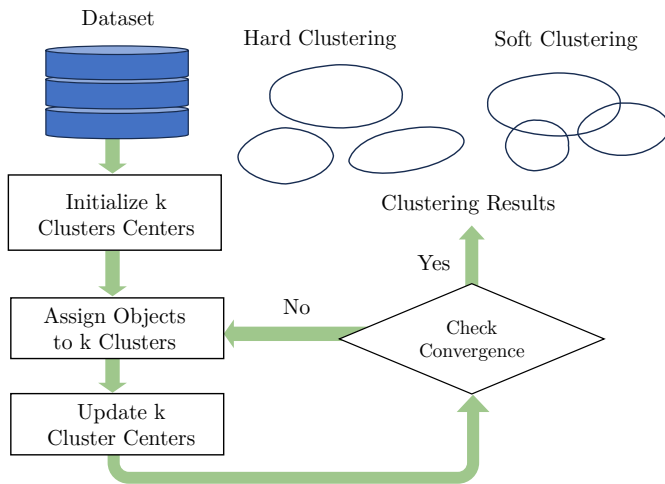 Dataset
Hard Clustering
Soft Clustering
Initialize k
Clusters Centers
Clustering Results
Yes
No
Assign Objects
to k Clusters
Check
Convergence
Update k
Cluster Centers